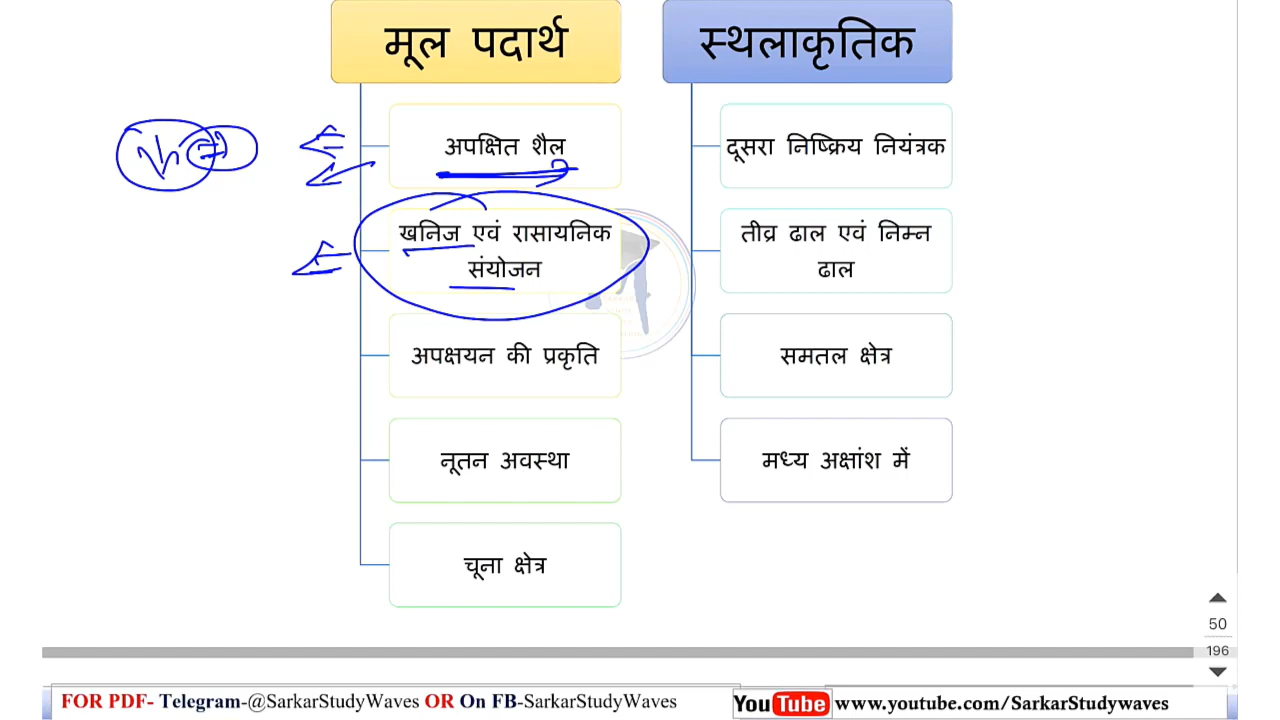 मूल पदार्थ
अपक्षित शैल
खनिज एवं रासायनिक
संयोजन
अपक्षयन की प्रकृति
नूतन अवस्था
चूना क्षेत्र
स्थलाकृतिक
दूसरा निष्क्रिय नियंत्रक
तीव्र ढाल एवं निम्न
ढाल
समतल क्षेत्र
मध्य अक्षांश में
50
196
FOR PDF- Telegram-@SarkarStudyWaves OR On FB-SarkarStudyWaves
YouTube www.youtube.com/SarkarStudywaves